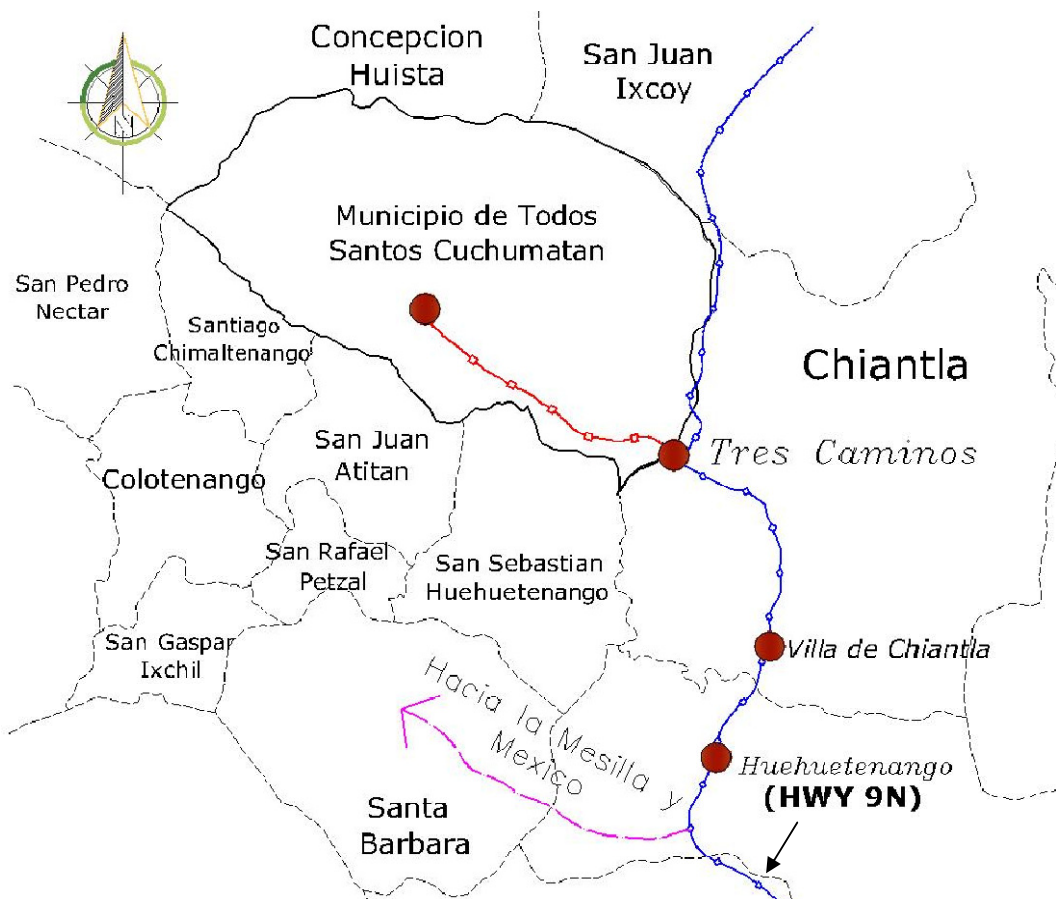 Concepcion
Huista
San Juan
Ixcoy
N
Municipio de Todos
Santos Cuchumatan
San Pedro
Nectar
Santiago
Chimaltenango
Chiantla
San Juan
Atitan
Tres Caminos
Colotenango
San Rafael
Petzal
San Sebastian
Huehuetenango
San Gaspar
Ixchil
Villa de Chiantla
Hacia la Mesilla y
Mexico
Huehuetenango
(HWY 9N)
Santa
Barbara